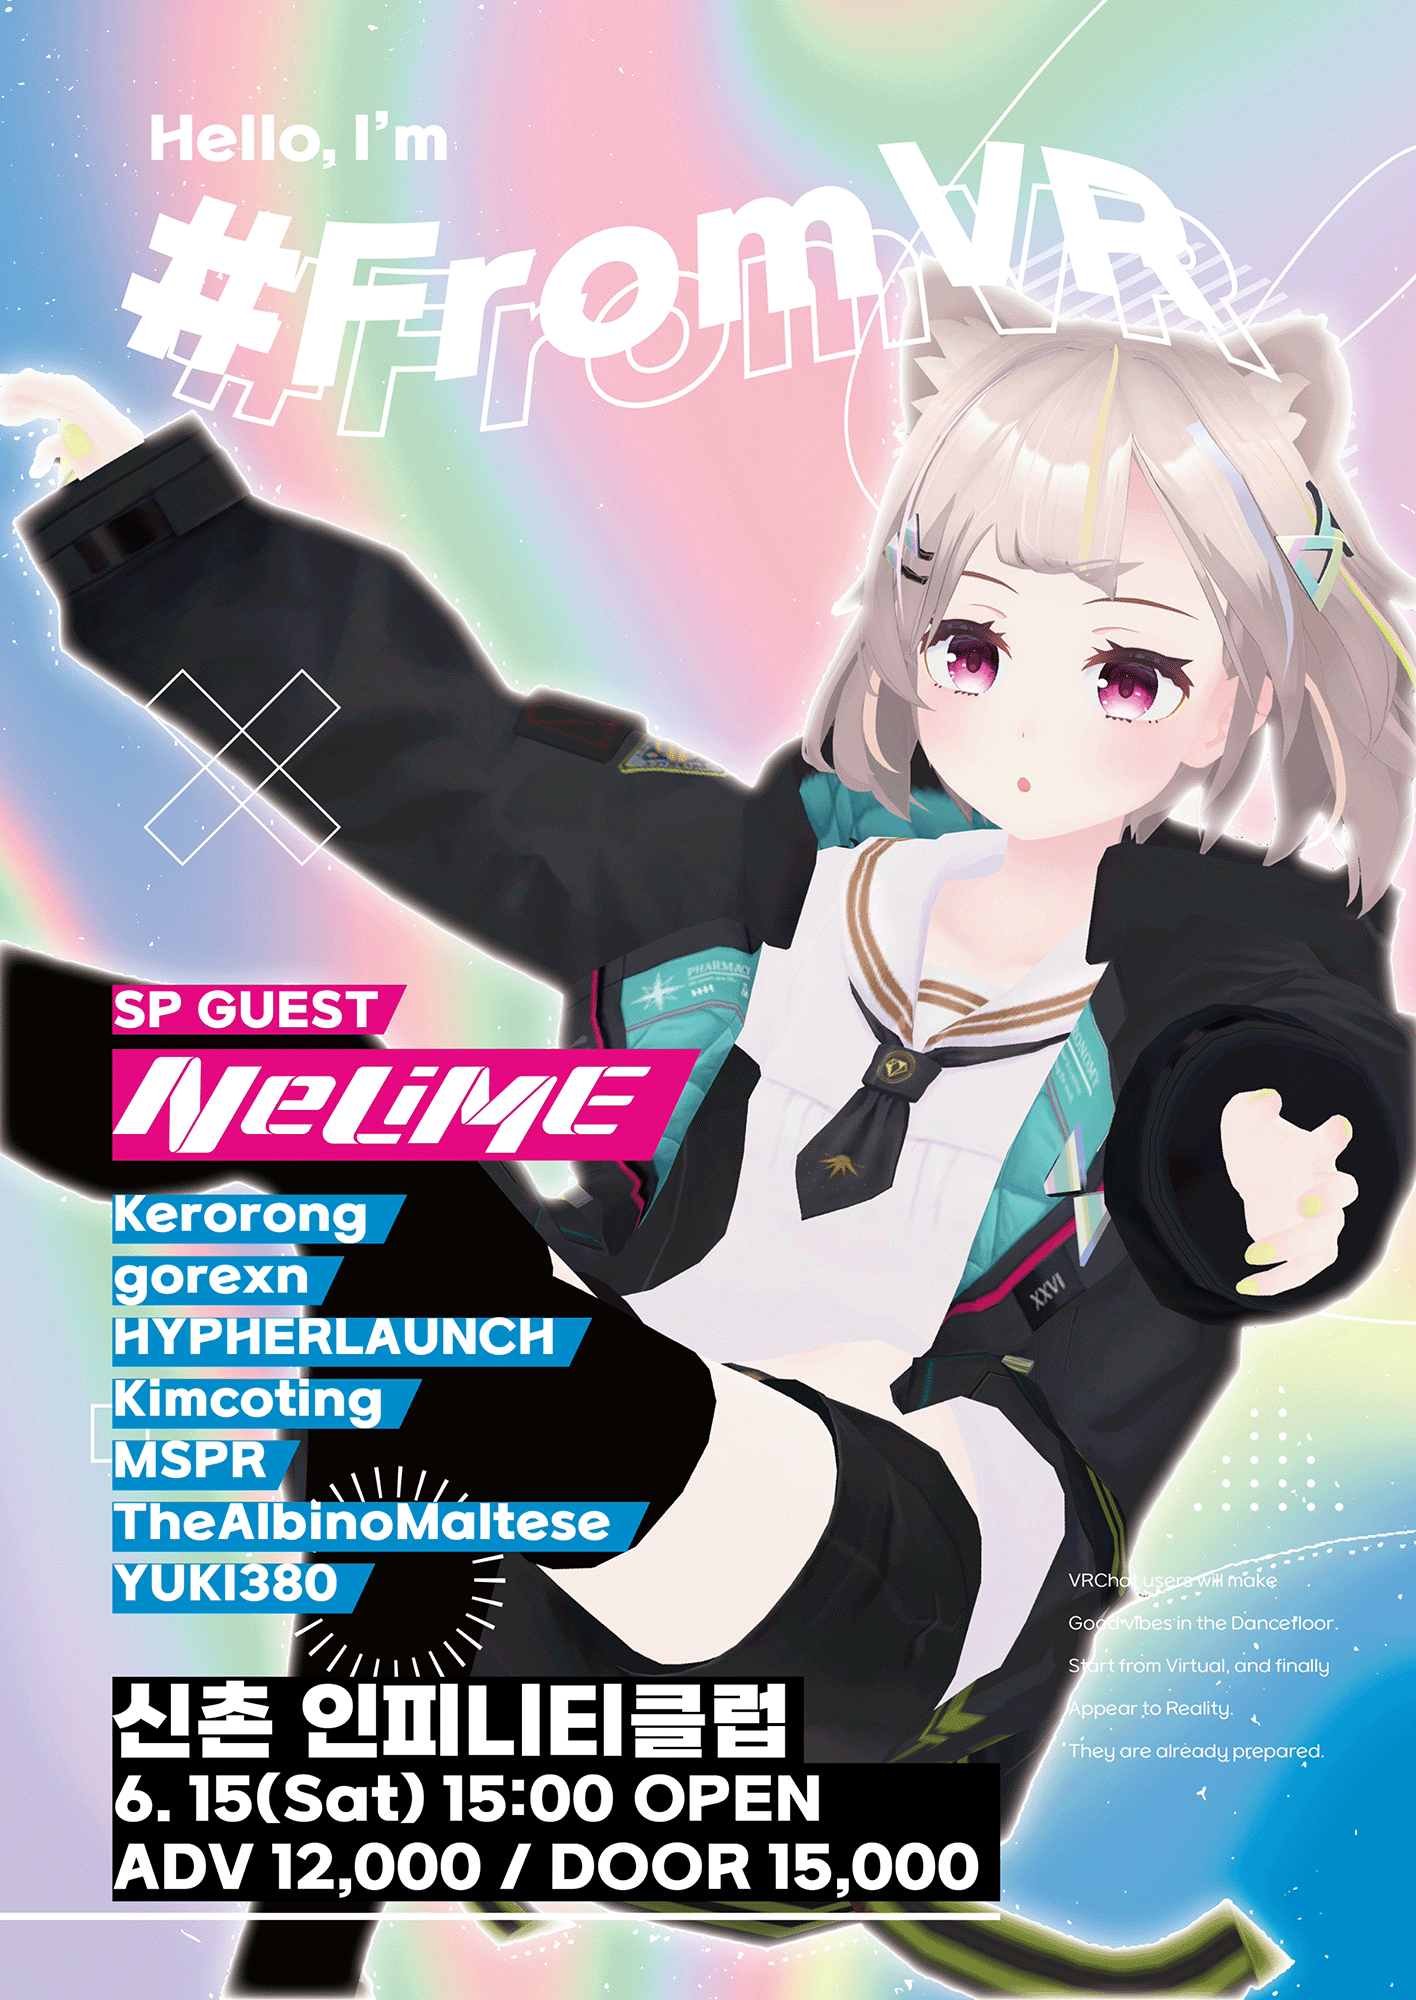 Hello, I'm
#FromVR
PHARMACY
XXVI
SP GUEST
NeLiME
Kerorong
gorexn
HYPHERLAUNCH
Kimcoting
MSPR
TheAlbinoMaltese
YUKI380
신촌 인피니티클럽
6. 15(Sat) 15:00 OPEN
ADV 12,000 / DOOR 15,000
VRChat users will make
Good vibes in the Dancefloor.
Start from Virtual, and finally
Appear to Reality.
They are already prepared.